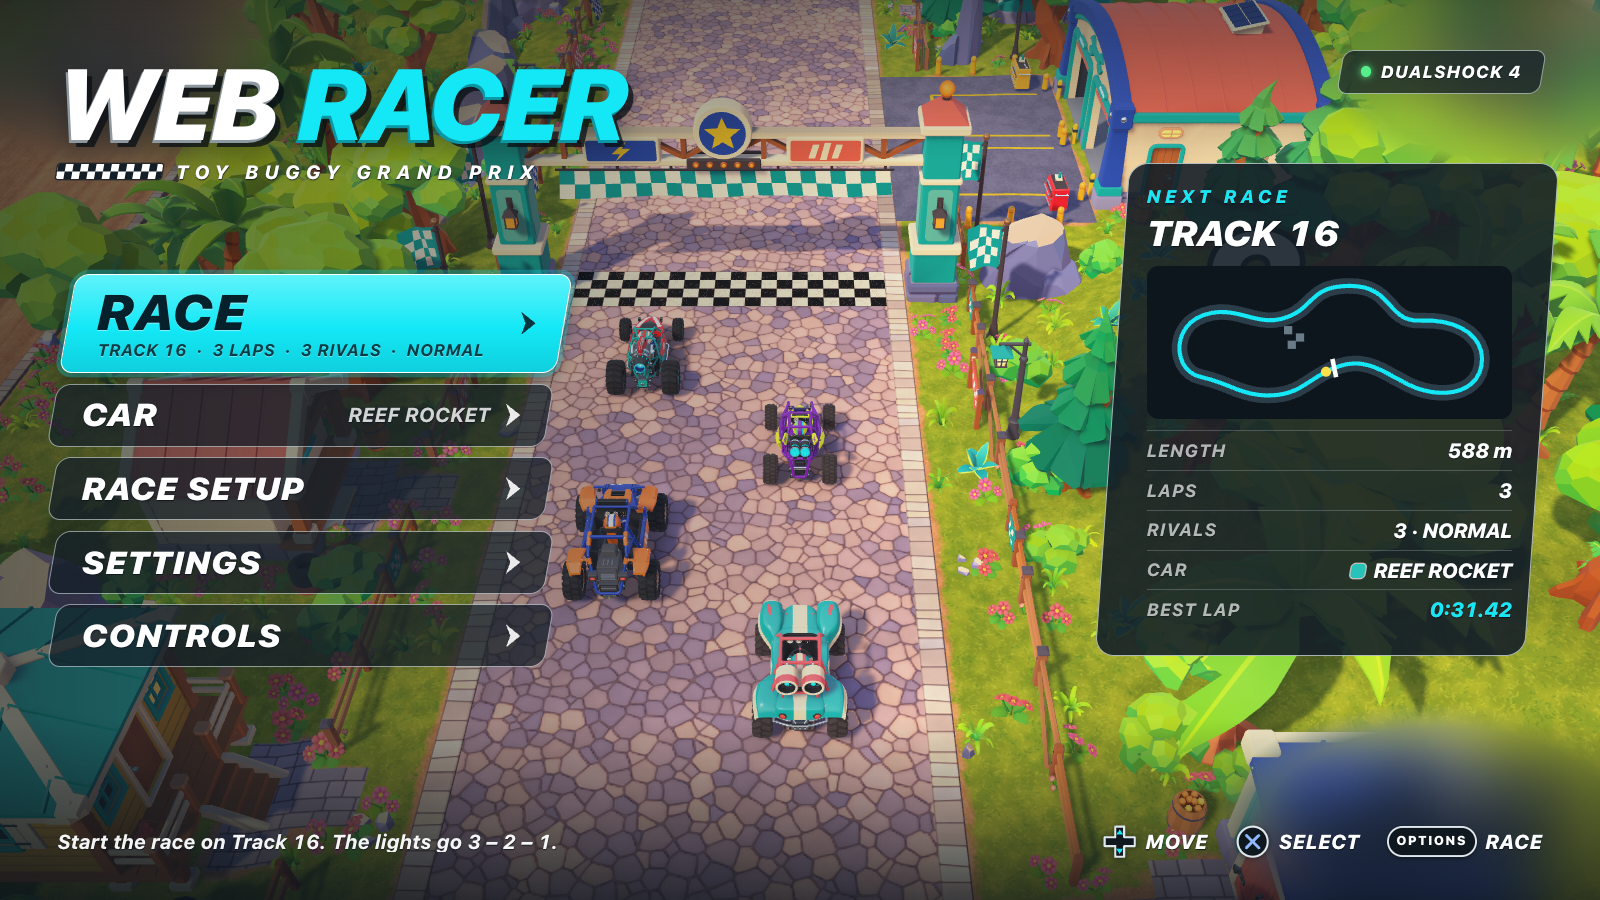 WEB RACER
TOY BUGGY GRAND PRIX
DUALSHOCK 4
RACE
TRACK 16 · 3 LAPS · 3 RIVALS · NORMAL
CAR REEF ROCKET
RACE SETUP
SETTINGS
CONTROLS
NEXT RACE
TRACK 16
LENGTH 588 m
LAPS 3
RIVALS 3 · NORMAL
CAR REEF ROCKET
BEST LAP 0:31.42
Start the race on Track 16. The lights go 3 – 2 – 1.
MOVE SELECT OPTIONS RACE